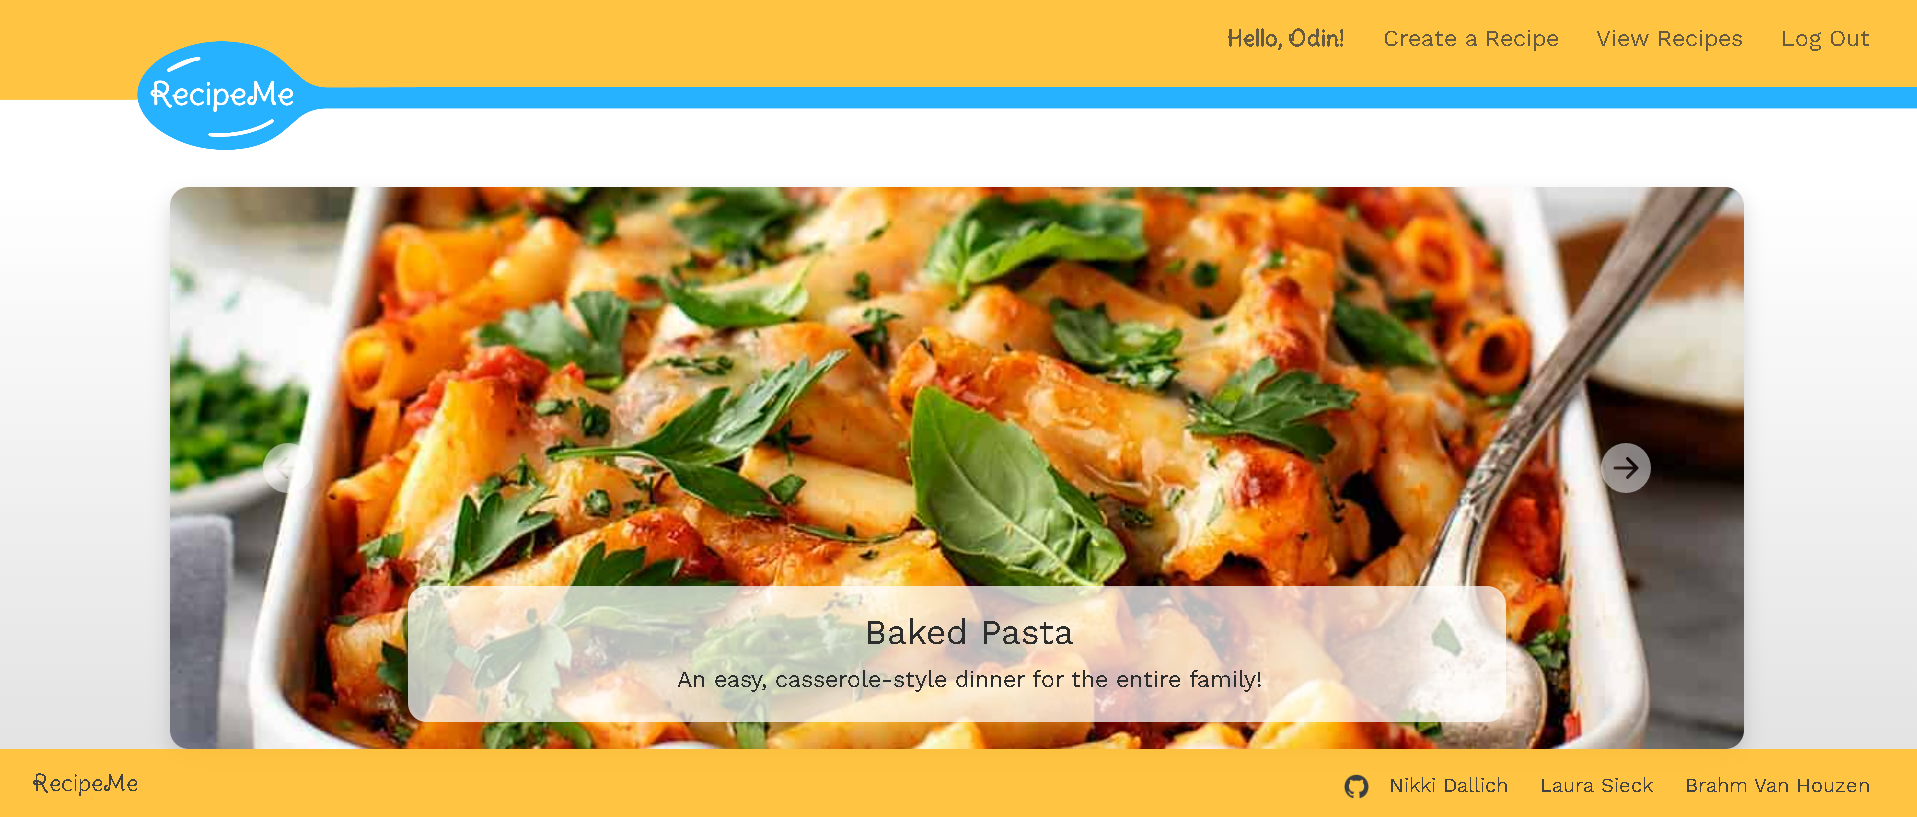 Hello, Odin! Create a Recipe View Recipes Log Out
RecipeMe
Baked Pasta
An easy, casserole-style dinner for the entire family!
RecipeMe Nikki Dallich Laura Sieck Brahm Van Houzen